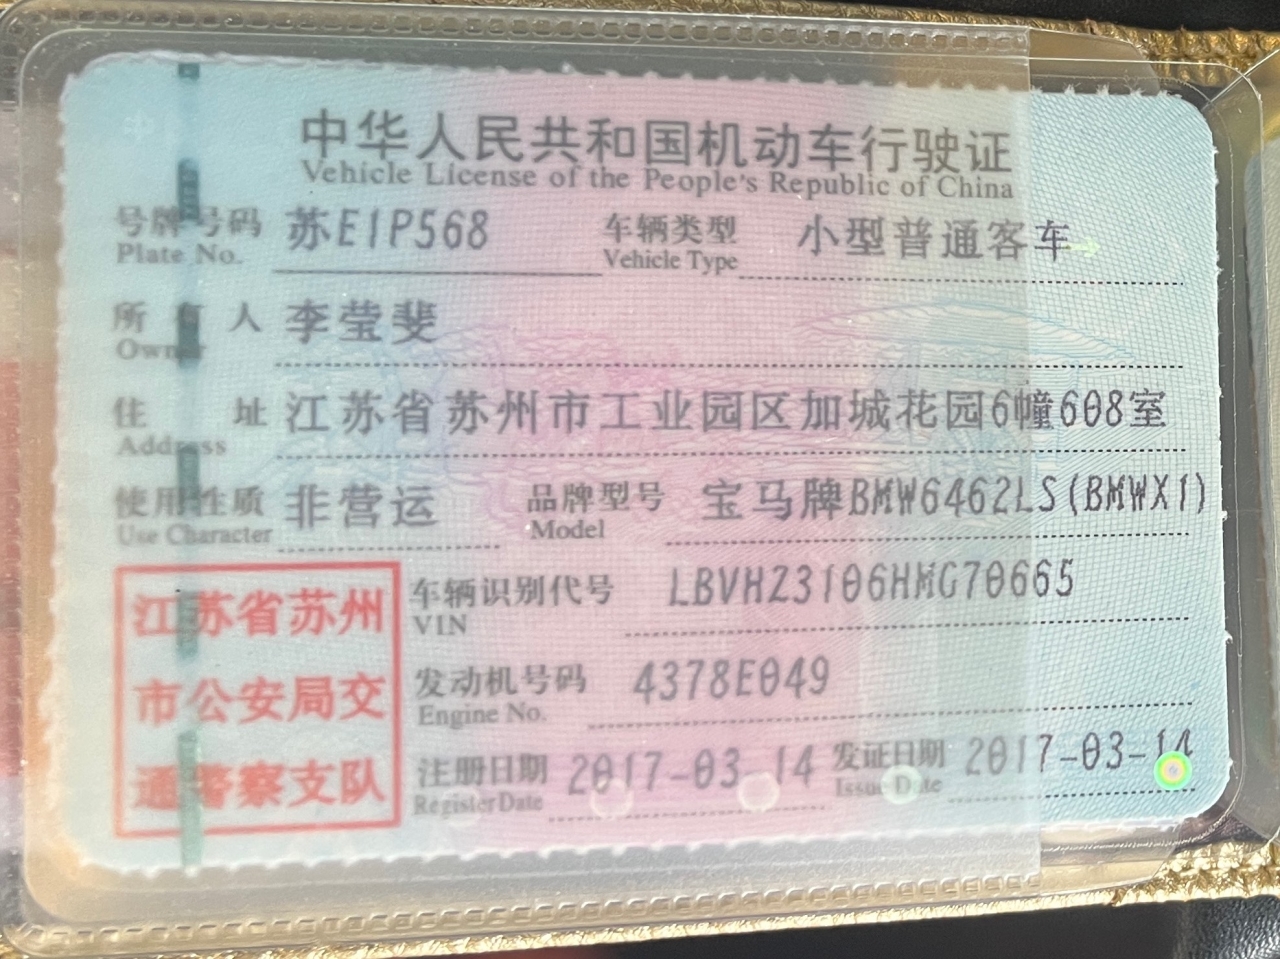 中华人民共和国机动车行驶证
Vehicle License of the People's Republic of China
号牌号码 苏E1P568 车辆类型 小型普通客车
Plate No. Vehicle Type
所有人 李莹斐
Owner
住址 江苏省苏州市工业园区加城花园6幢608室
Address
使用性质 非营运 品牌型号 宝马牌BMW6462LS(BMWX1)
Use Character Model
江苏省苏州
市公安局交
通警察支队
车辆识别代号 LBVHZ3106HMG70665
VIN
发动机号码 4378E049
Engine No.
注册日期 2017-03-14 发证日期 2017-03-14
Register Date Issue Date